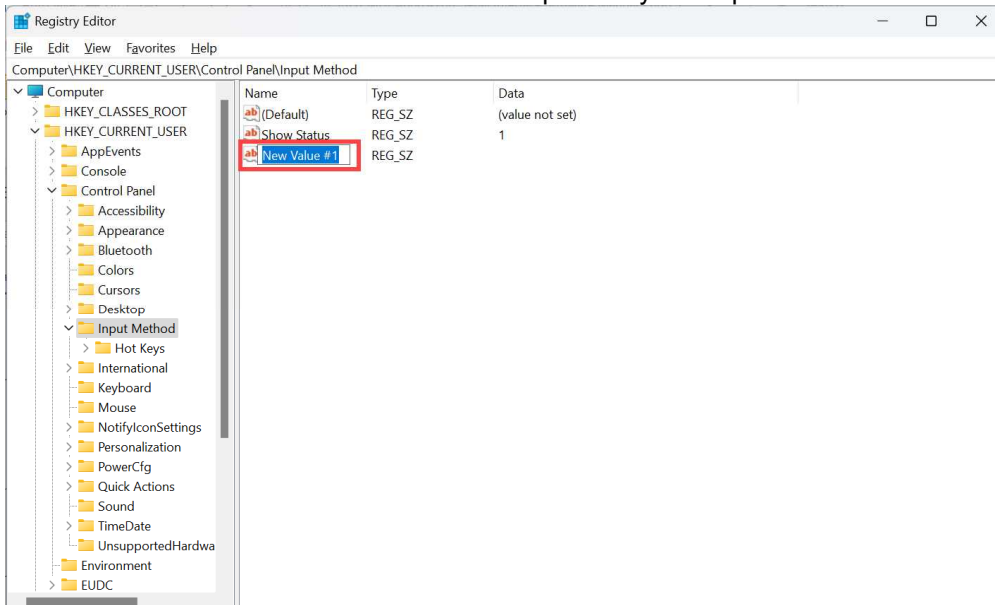 Registry Editor
File Edit View Favorites Help
Computer\HKEY_CURRENT_USER\Control Panel\Input Method
Computer
HKEY_CLASSES_ROOT
HKEY_CURRENT_USER
AppEvents
Console
Control Panel
Accessibility
Appearance
Bluetooth
Colors
Cursors
Desktop
Input Method
Hot Keys
International
Keyboard
Mouse
NotifyIconSettings
Personalization
PowerCfg
Quick Actions
Sound
TimeDate
UnsupportedHardwa
Environment
EUDC
Name Type Data
ab (Default) REG_SZ (value not set)
ab Show Status REG_SZ 1
ab New Value #1 REG_SZ